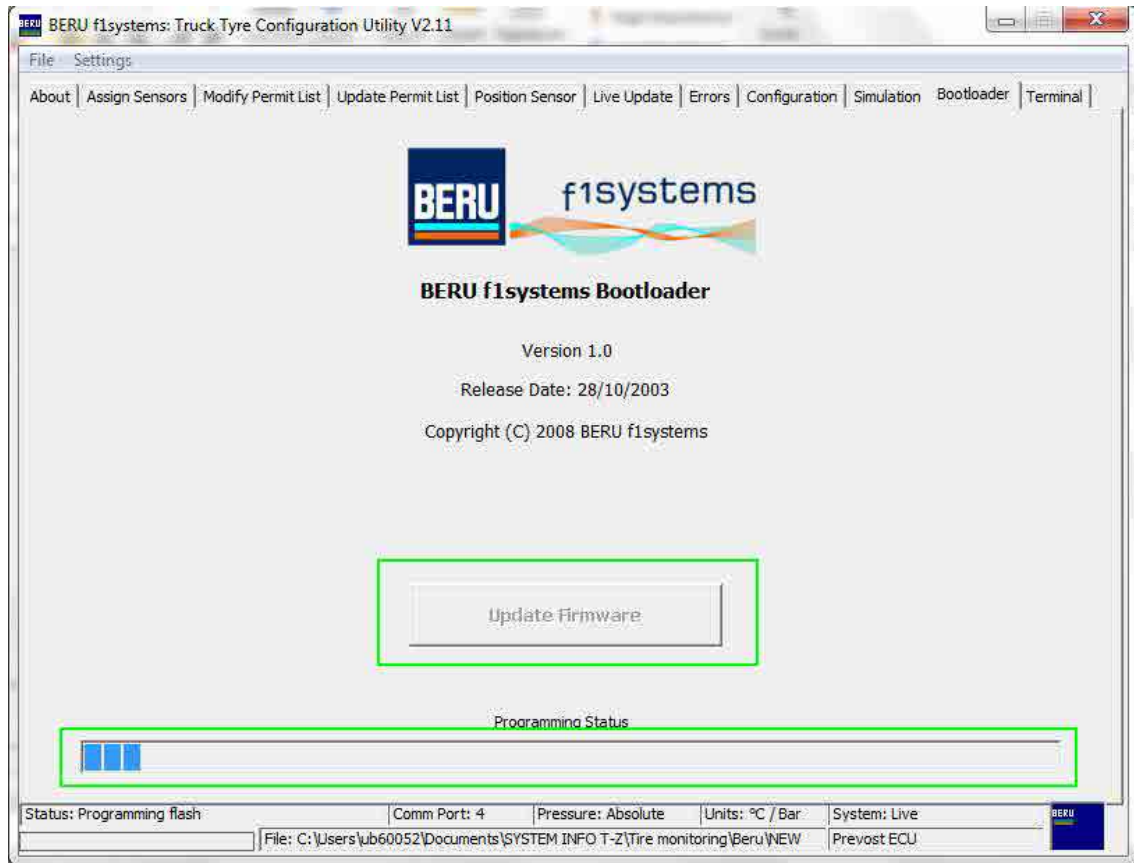 BERU BERU f1systems: Truck Tyre Configuration Utility V2.11
File Settings
About Assign Sensors Modify Permit List Update Permit List Position Sensor Live Update Errors Configuration Simulation Bootloader Terminal
BERU f1systems
BERU f1systems Bootloader
Version 1.0
Release Date: 28/10/2003
Copyright (C) 2008 BERU f1systems
Update Firmware
Programming Status
Status: Programming flash Comm Port: 4 Pressure: Absolute Units: °C / Bar System: Live BERU
File: C:\Users\ub60052\Documents\SYSTEM INFO T-Z\Tire monitoring\Beru\NEW Prevost ECU